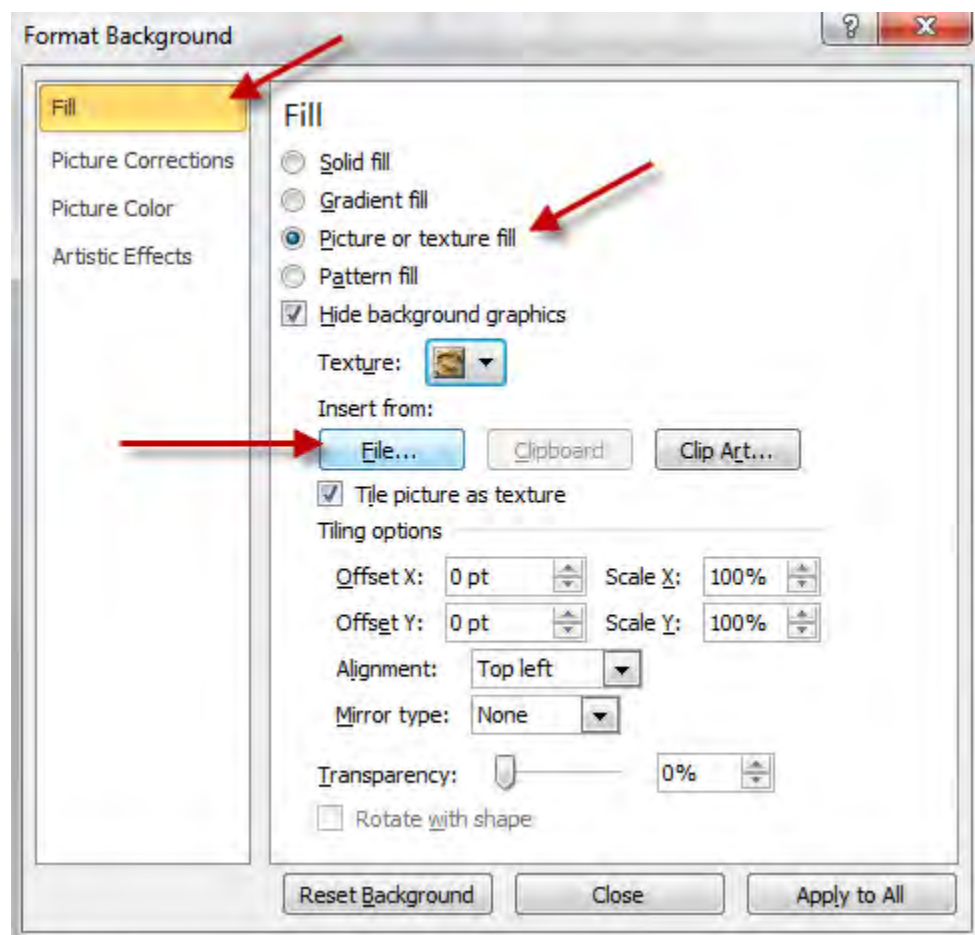 Format Background
Fill
Picture Corrections
Picture Color
Artistic Effects
Fill
Solid fill
Gradient fill
Picture or texture fill
Pattern fill
Hide background graphics
Texture:
Insert from:
File... Clipboard Clip Art...
Tile picture as texture
Tiling options
Offset X: 0 pt Scale X: 100%
Offset Y: 0 pt Scale Y: 100%
Alignment: Top left
Mirror type: None
Transparency: 0%
Rotate with shape
Reset Background Close Apply to All